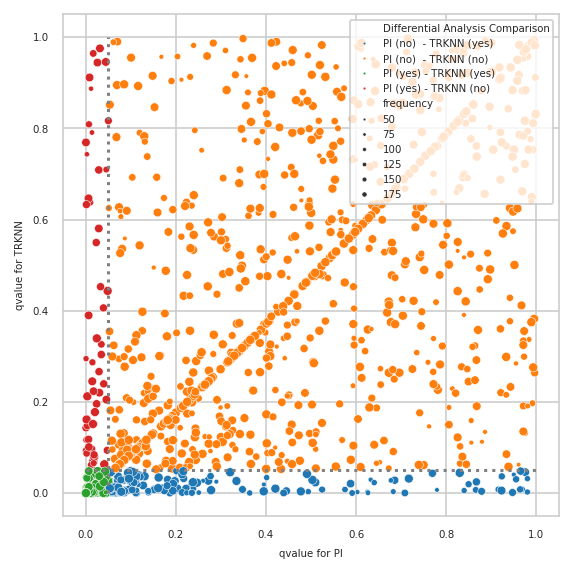 Differential Analysis Comparison
PI (no) - TRKNN (yes)
PI (no) - TRKNN (no)
PI (yes) - TRKNN (yes)
PI (yes) - TRKNN (no)
frequency
50
75
100
125
150
175
1.0
0.8
0.6
0.4
0.2
0.0
qvalue for TRKNN
0.0 0.2 0.4 0.6 0.8 1.0
qvalue for PI